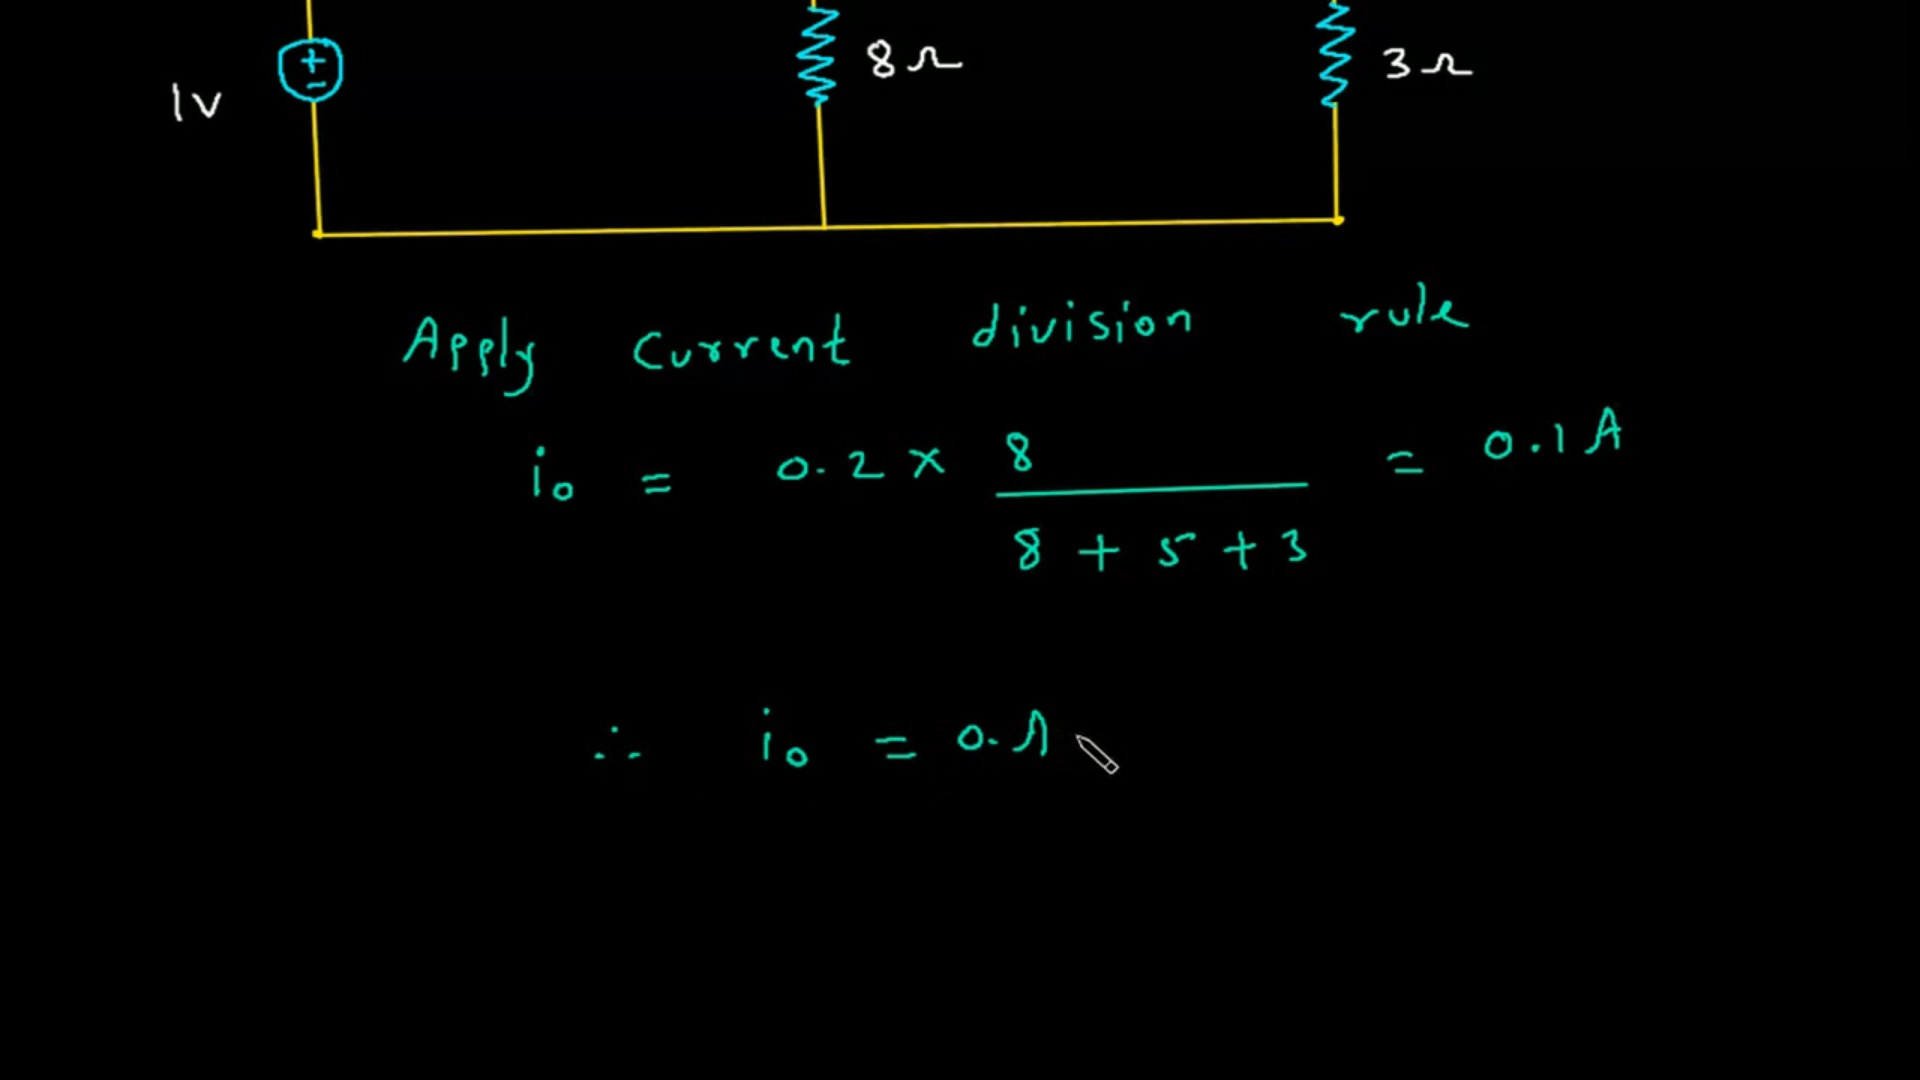 +
-
1V
8Ω
3Ω
Apply Current division rule
i₀ = 0.2 × 8 / 8 + 5 + 3 = 0.1 A
∴ i₀ = 0.1